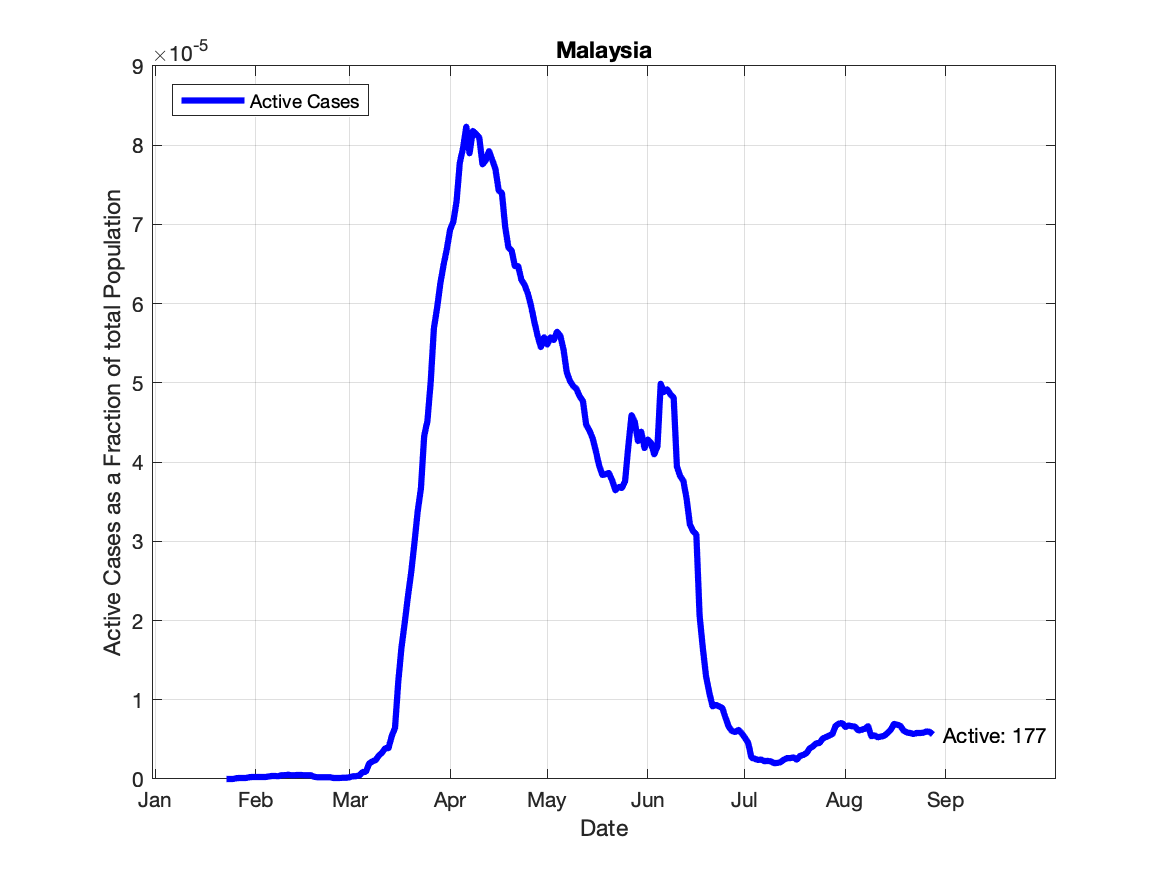 Malaysia
×10-5
Active Cases
9
8
7
6
5
4
3
2
1
0
Active Cases as a Fraction of total Population
Active: 177
Jan Feb Mar Apr May Jun Jul Aug Sep
Date